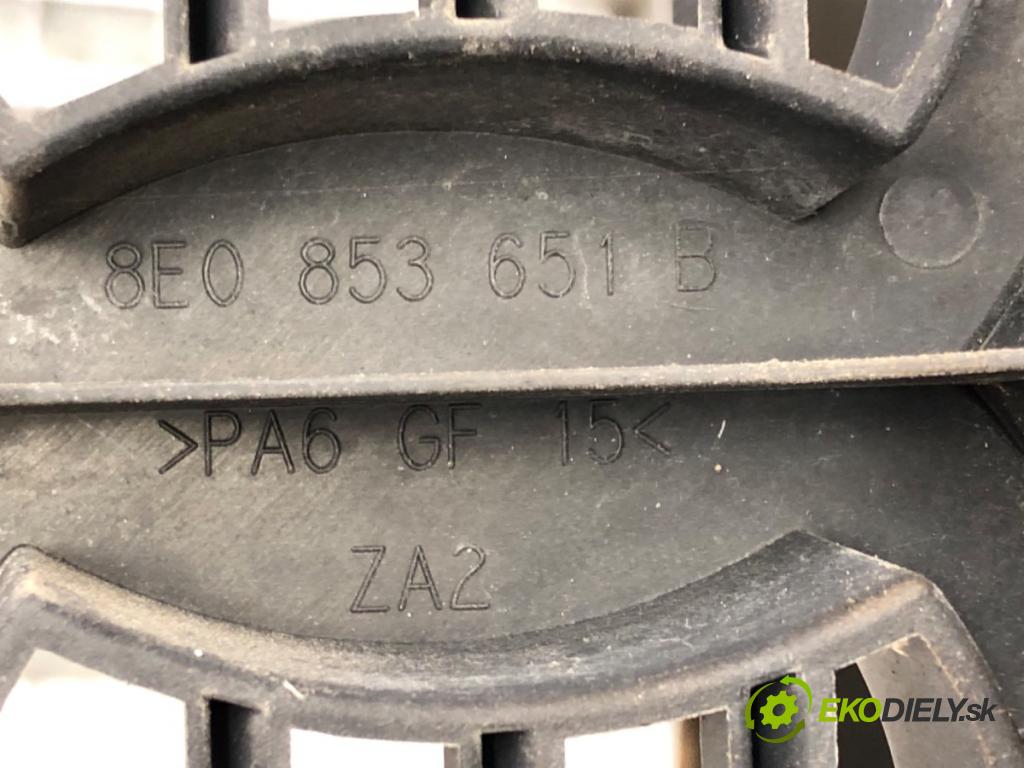 8E0 853 651 B
>PA6 GF 15<
ZA2
EKODIELY.sk